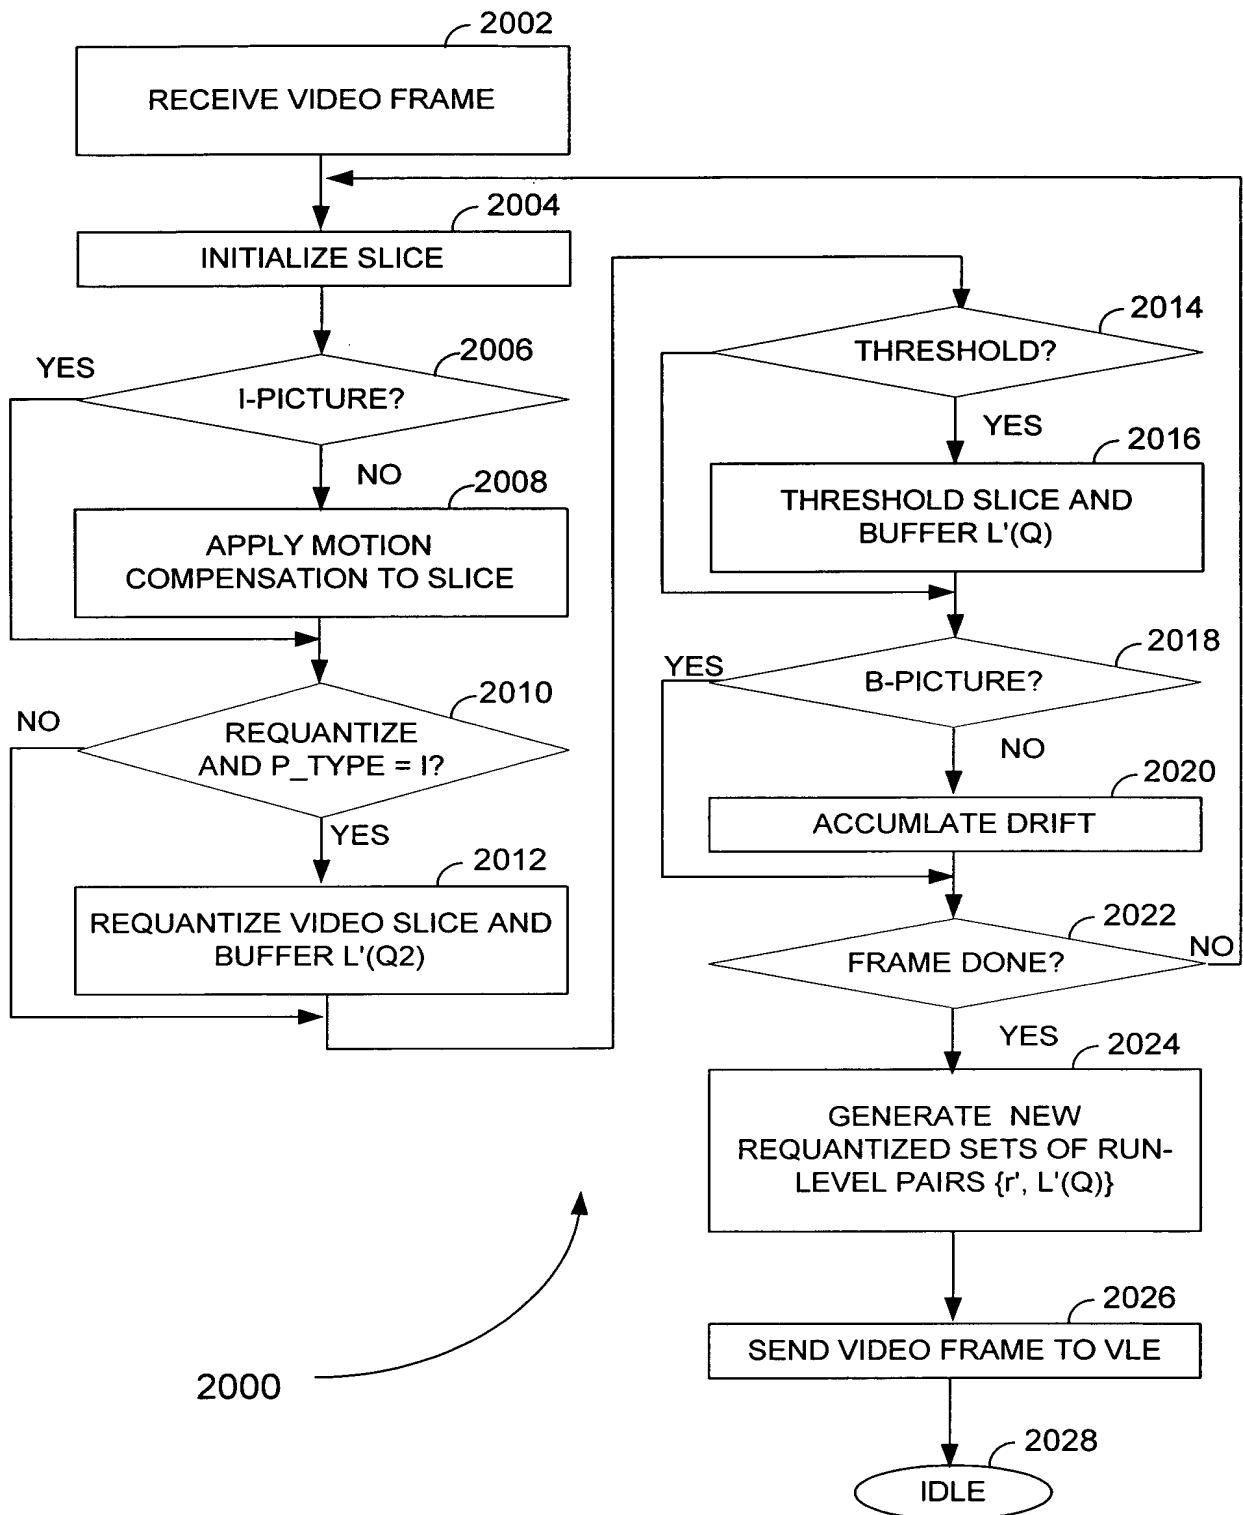 2002
RECEIVE VIDEO FRAME
2004
INITIALIZE SLICE
2006
YES
I-PICTURE?
NO
2008
APPLY MOTION
COMPENSATION TO SLICE
2010
NO
REQUANTIZE
AND P_TYPE = I?
YES
2012
REQUANTIZE VIDEO SLICE AND
BUFFER L'(Q2)
2014
THRESHOLD?
YES
2016
THRESHOLD SLICE AND
BUFFER L'(Q)
2018
YES
B-PICTURE?
NO
2020
ACCUMLATE DRIFT
2022
NO
FRAME DONE?
YES
2024
GENERATE NEW
REQUANTIZED SETS OF RUN-
LEVEL PAIRS {r', L'(Q)}
2026
SEND VIDEO FRAME TO VLE
2028
IDLE
2000